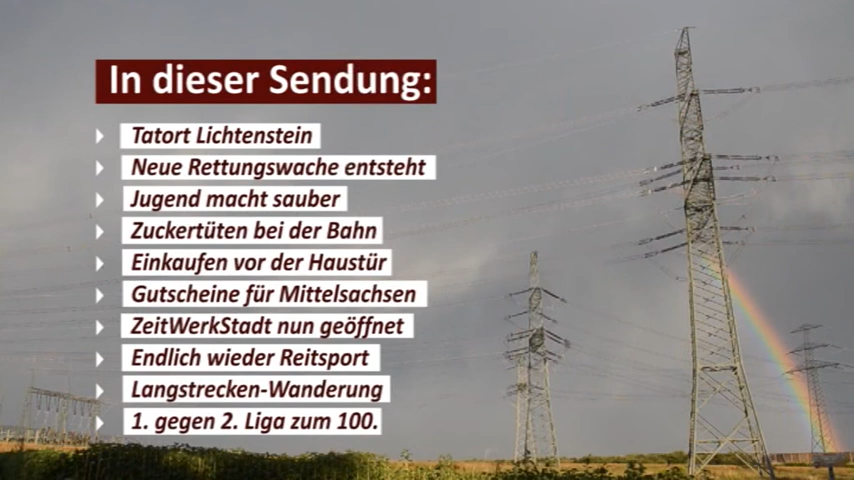 In dieser Sendung:
Tatort Lichtenstein
Neue Rettungswache entsteht
Jugend macht sauber
Zuckertüten bei der Bahn
Einkaufen vor der Haustür
Gutscheine für Mittelsachsen
ZeitWerkStadt nun geöffnet
Endlich wieder Reitsport
Langstrecken-Wanderung
1. gegen 2. Liga zum 100.